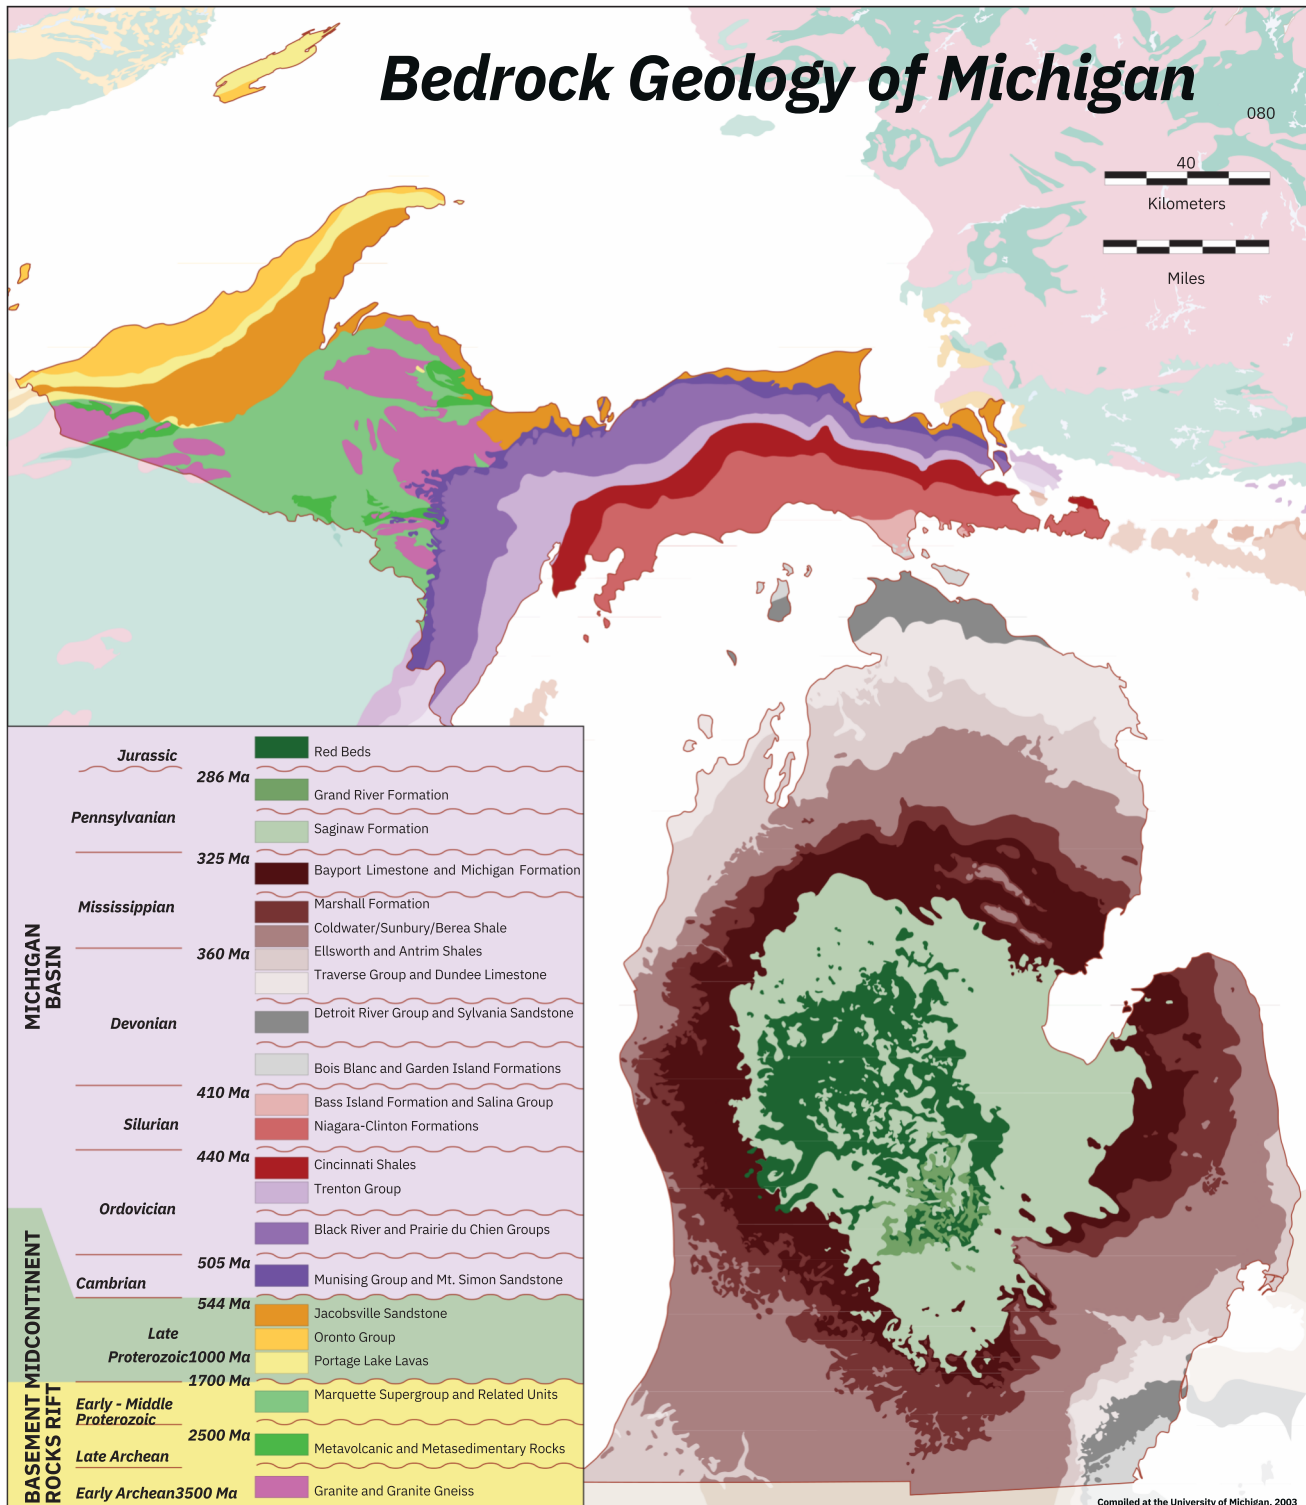 Bedrock Geology of Michigan
080
40
Kilometers
Miles
Jurassic
Red Beds
286 Ma
Grand River Formation
Pennsylvanian
Saginaw Formation
325 Ma
Bayport Limestone and Michigan Formation
Mississippian
Marshall Formation
Coldwater/Sunbury/Berea Shale
360 Ma
Ellsworth and Antrim Shales
Traverse Group and Dundee Limestone
MICHIGAN
BASIN
Devonian
Detroit River Group and Sylvania Sandstone
Bois Blanc and Garden Island Formations
410 Ma
Bass Island Formation and Salina Group
Silurian
Niagara-Clinton Formations
440 Ma
Cincinnati Shales
Trenton Group
Ordovician
Black River and Prairie du Chien Groups
505 Ma
Cambrian
Munising Group and Mt. Simon Sandstone
544 Ma
Jacobsville Sandstone
Late
Oronto Group
Proterozoic1000 Ma
Portage Lake Lavas
1700 Ma
BASEMENT MIDCONTINENT
ROCKS RIFT
Early - Middle
Proterozoic
Marquette Supergroup and Related Units
2500 Ma
Late Archean
Metavolcanic and Metasedimentary Rocks
Early Archean3500 Ma
Granite and Granite Gneiss
Compiled at the University of Michigan, 2003